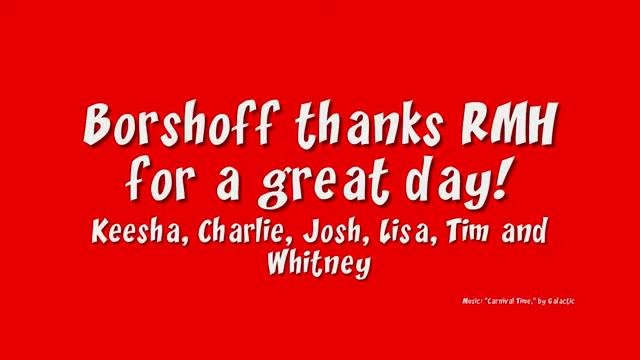 Borshoff thanks RMH
for a great day!
Keesha, Charlie, Josh, Lisa, Tim and
Whitney
Music: "Carnival Time," by Galactic